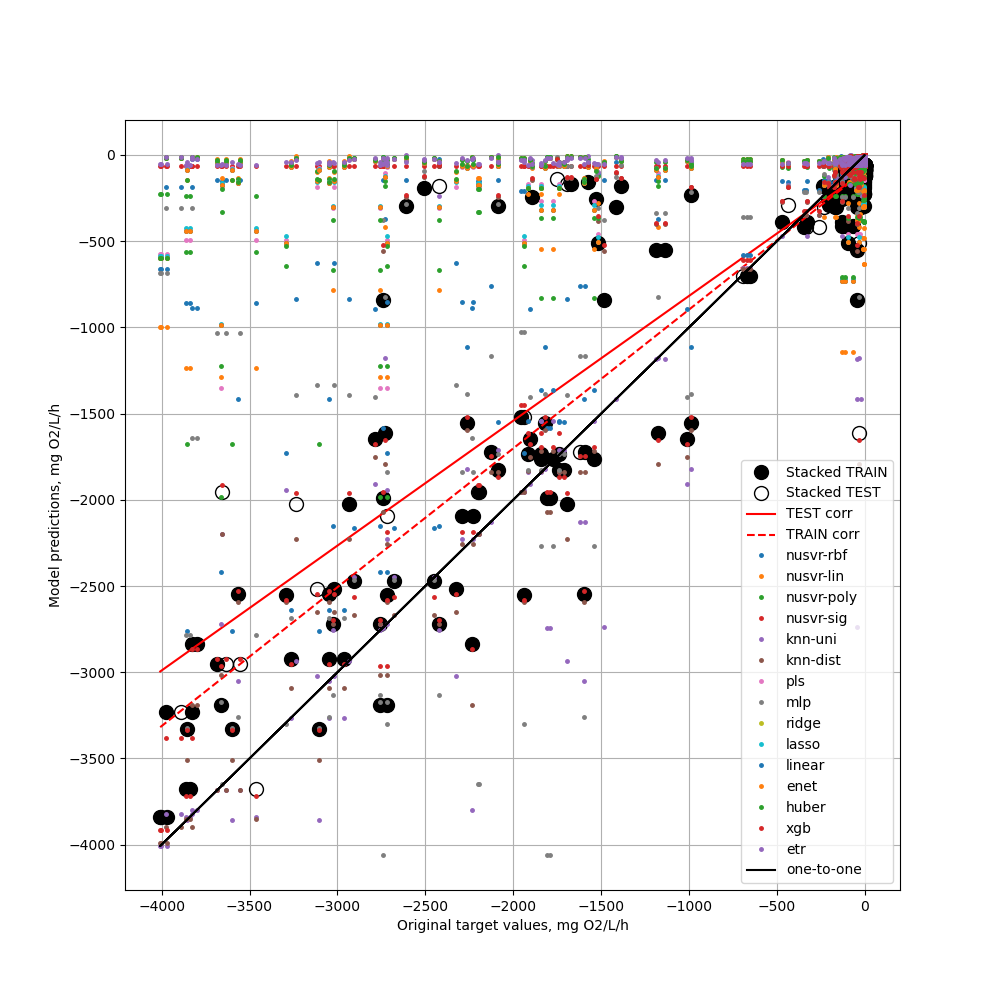 0
−500
−1000
−1500
−2000
−2500
−3000
−3500
−4000
Model predictions, mg O2/L/h
−4000 −3500 −3000 −2500 −2000 −1500 −1000 −500 0
Original target values, mg O2/L/h
Stacked TRAIN
Stacked TEST
TEST corr
TRAIN corr
nusvr-rbf
nusvr-lin
nusvr-poly
nusvr-sig
knn-uni
knn-dist
pls
mlp
ridge
lasso
linear
enet
huber
xgb
etr
one-to-one